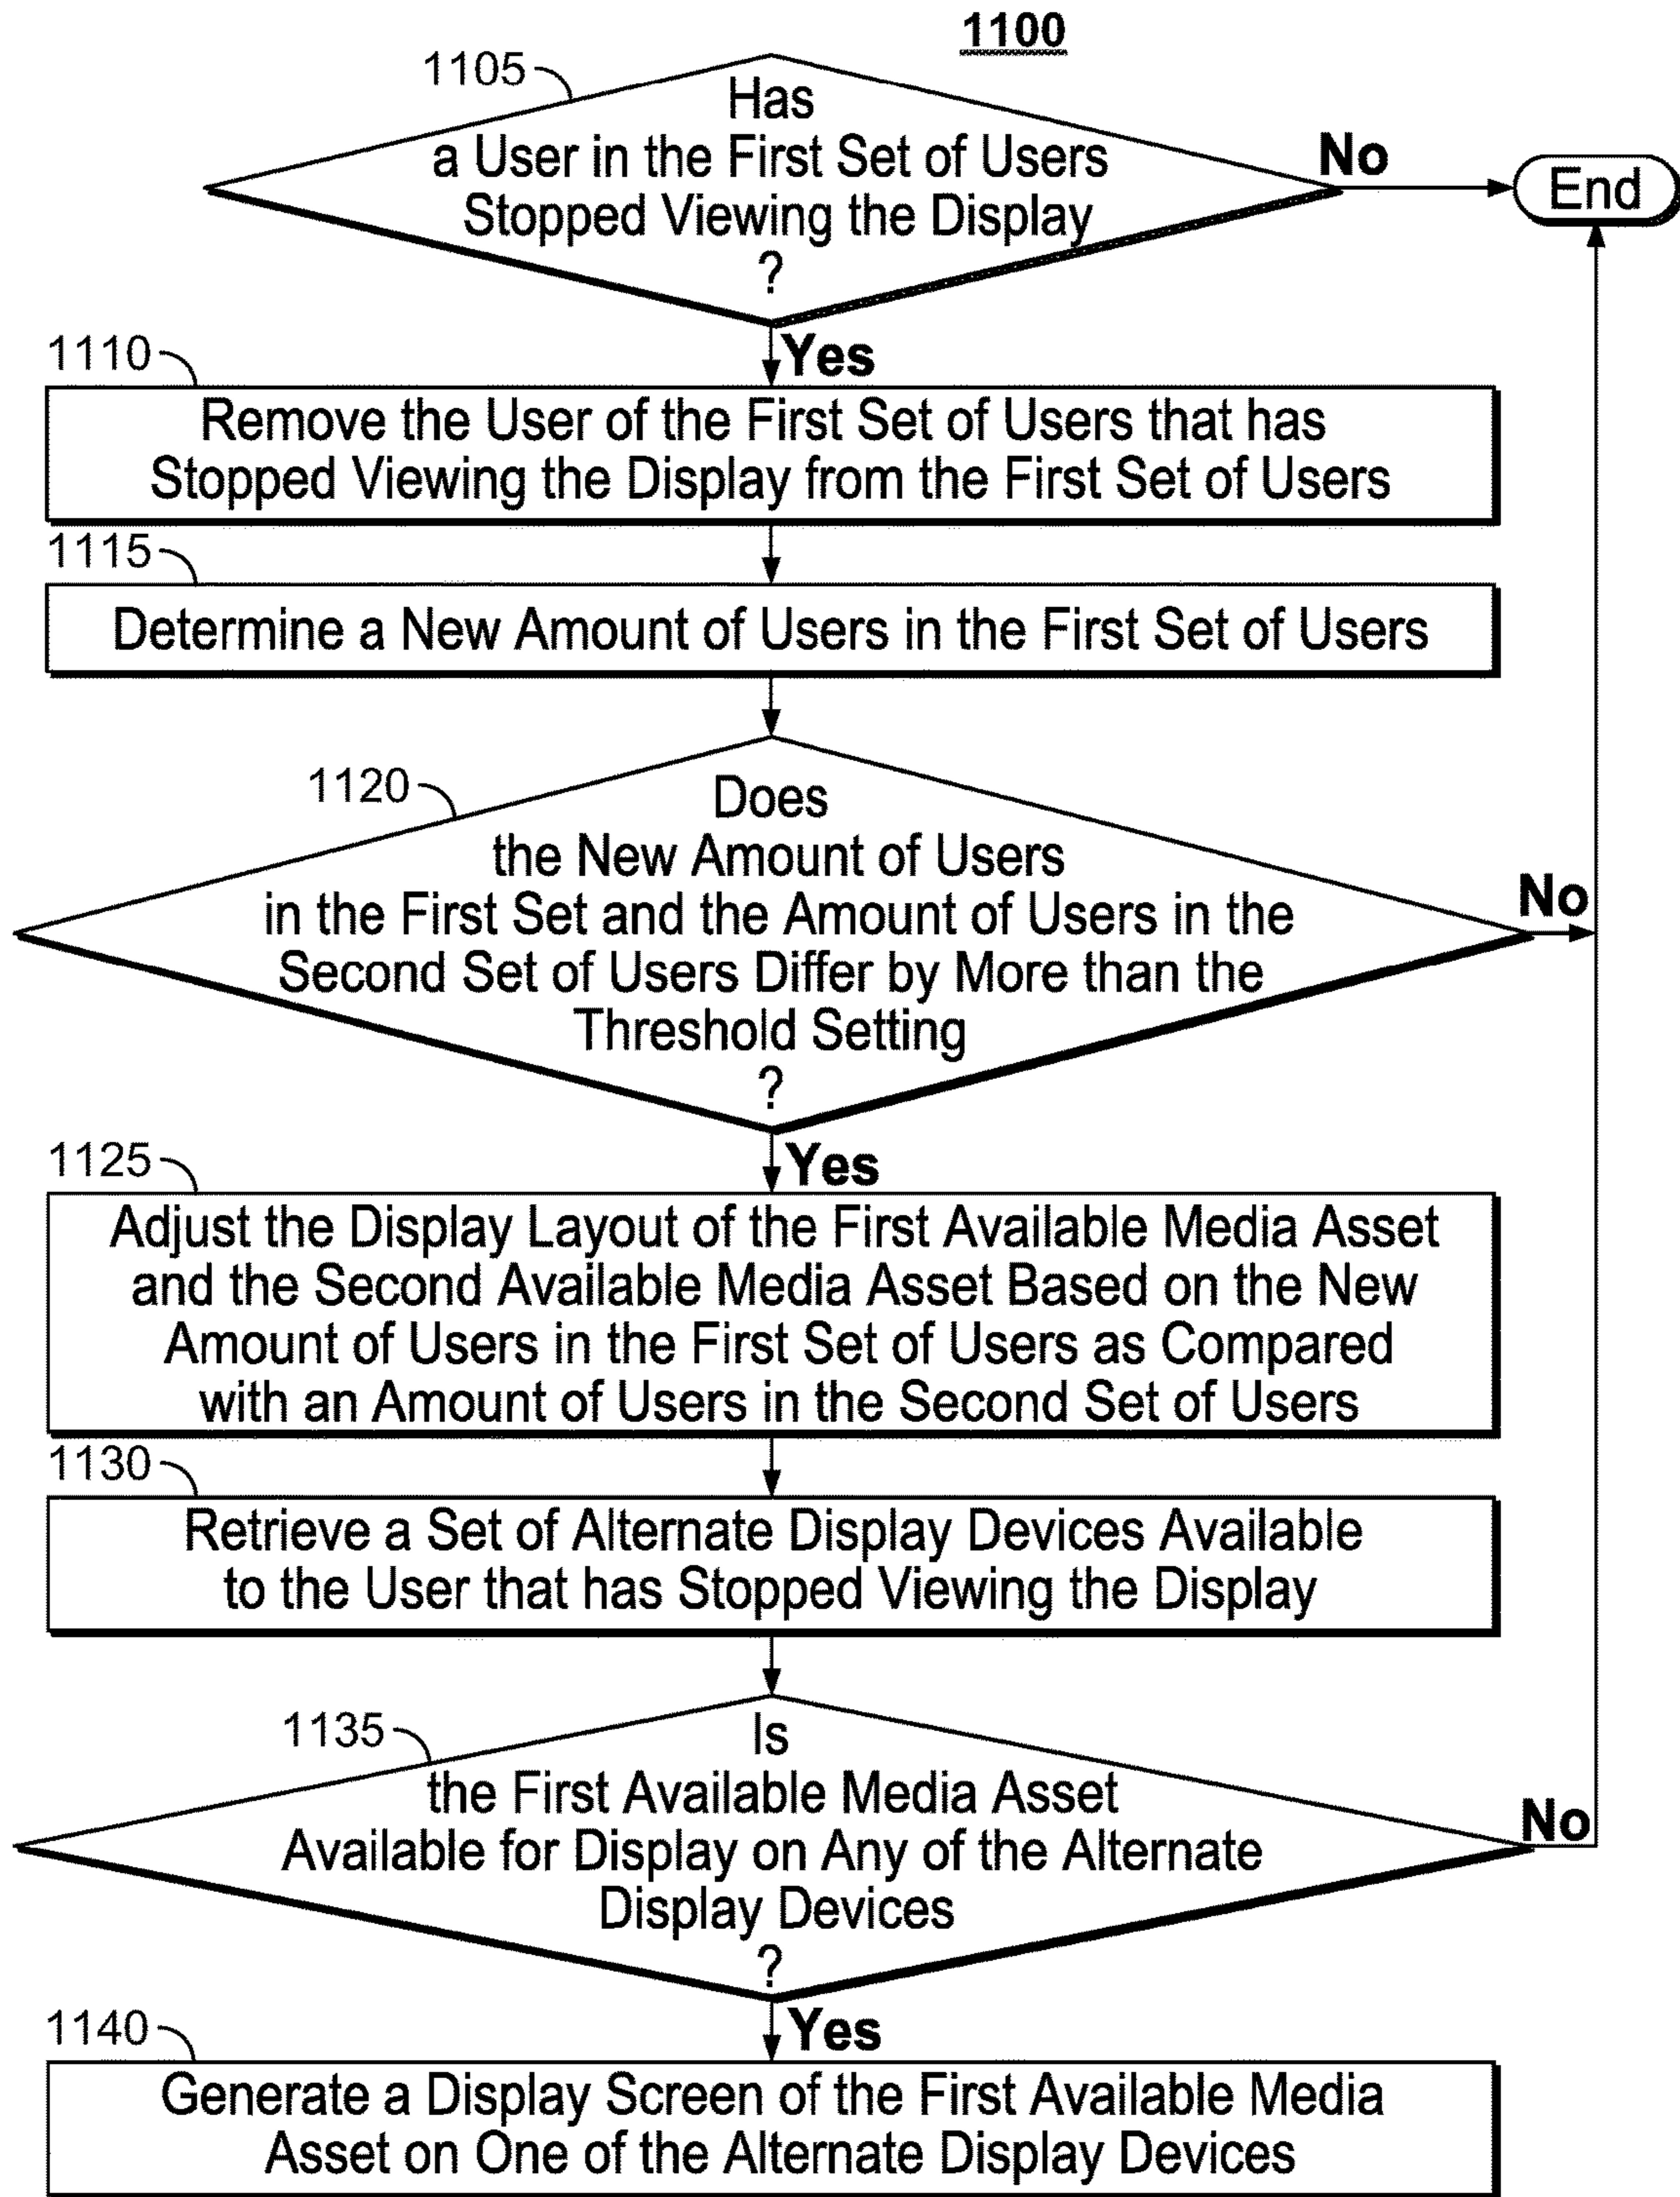 1100
1105
Has
a User in the First Set of Users
Stopped Viewing the Display
?
No
End
Yes
1110
Remove the User of the First Set of Users that has
Stopped Viewing the Display from the First Set of Users
1115
Determine a New Amount of Users in the First Set of Users
1120
Does
the New Amount of Users
in the First Set and the Amount of Users in the
Second Set of Users Differ by More than the
Threshold Setting
?
No
Yes
1125
Adjust the Display Layout of the First Available Media Asset
and the Second Available Media Asset Based on the New
Amount of Users in the First Set of Users as Compared
with an Amount of Users in the Second Set of Users
1130
Retrieve a Set of Alternate Display Devices Available
to the User that has Stopped Viewing the Display
1135
Is
the First Available Media Asset
Available for Display on Any of the Alternate
Display Devices
?
No
Yes
1140
Generate a Display Screen of the First Available Media
Asset on One of the Alternate Display Devices